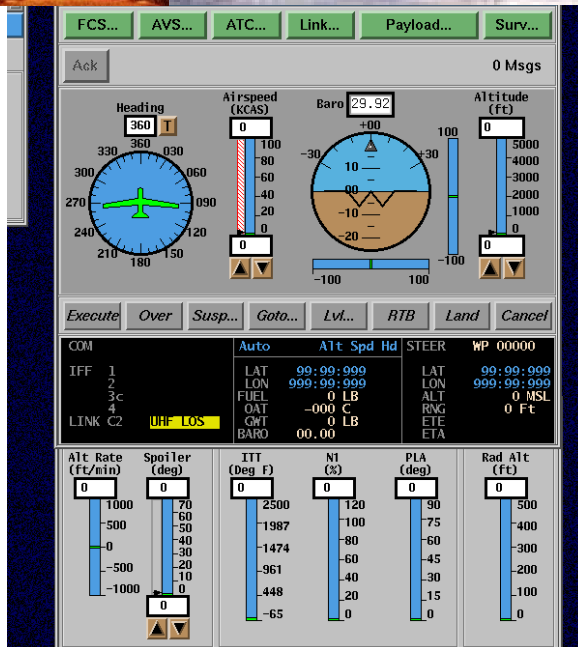 FCS... AVS... ATC... Link... Payload... Surv...
Ack 0 Msgs
Heading
360 T
360
330 030
300 060
270 090
240 120
210 150
180
Airspeed
(KCAS)
0
100
80
60
40
20
0
0
Baro 29.92
+00
-30 +30
10
00
-10
-20
100
-100
-100 100
Altitude
(ft)
0
5000
4000
3000
2000
1000
0
0
Execute Over Susp... Goto... Lvl... RTB Land Cancel
COM
IFF 1
2
3c
4
LINK C2 UHF LOS
Auto Alt Spd Hd
LAT 99:99:999
LON 999:99:999
FUEL 0 LB
OAT -000 C
GWT 0 LB
BARO 00.00
STEER WP 00000
LAT 99:99:999
LON 999:99:999
ALT 0 MSL
RNG 0 Ft
ETE
ETA
Alt Rate
(ft/min)
0
1000
500
0
-500
-1000
Spoiler
(deg)
0
70
60
50
40
30
20
10
0
0
ITT
(Deg F)
0
2500
1987
1474
961
448
-65
N1
(%)
0
120
100
80
60
40
20
0
PLA
(deg)
0
90
75
60
45
30
15
0
Rad Alt
(ft)
0
500
400
300
200
100
0